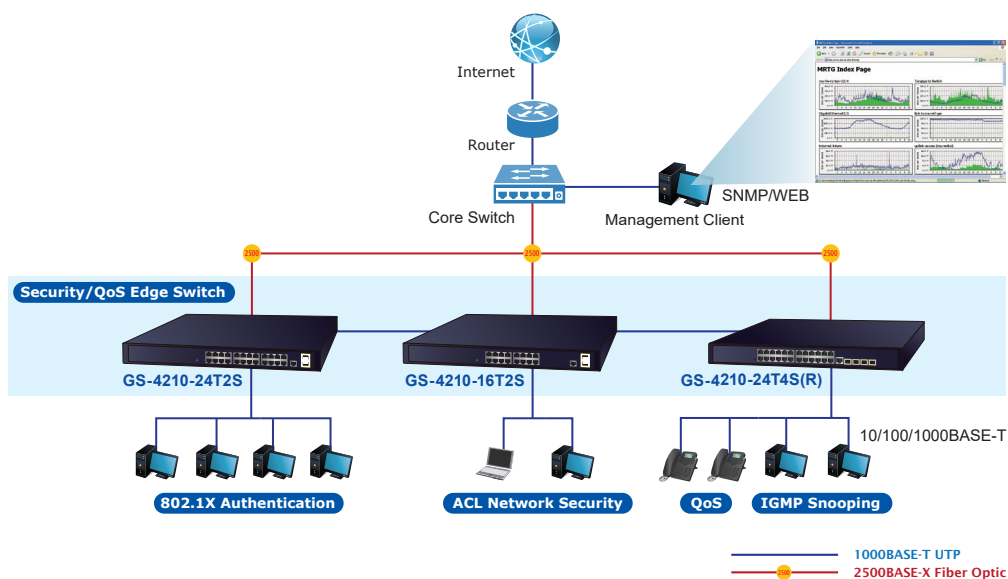 Internet
MRTG Index Page
Router
SNMP/WEB
Core Switch
Management Client
2500
2500
2500
Security/QoS Edge Switch
GS-4210-24T2S
GS-4210-16T2S
GS-4210-24T4S(R)
10/100/1000BASE-T
802.1X Authentication
ACL Network Security
QoS
IGMP Snooping
1000BASE-T UTP
2500
2500BASE-X Fiber Optic